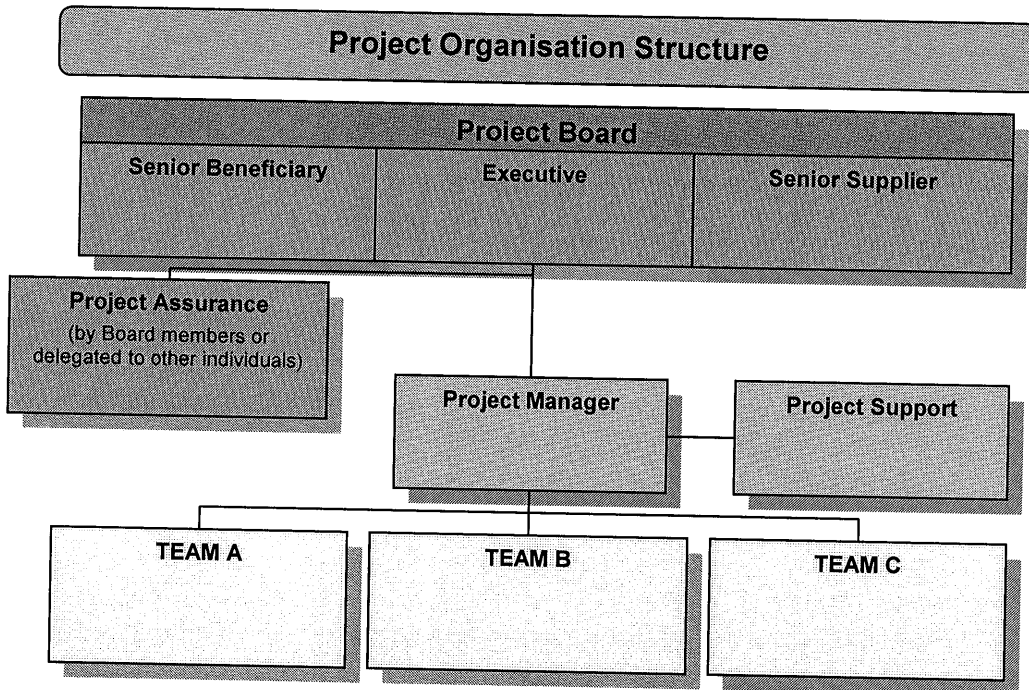 Project Organisation Structure
Project Board
Senior Beneficiary
Executive
Senior Supplier
Project Assurance
(by Board members or
delegated to other individuals)
Project Manager
Project Support
TEAM A
TEAM B
TEAM C